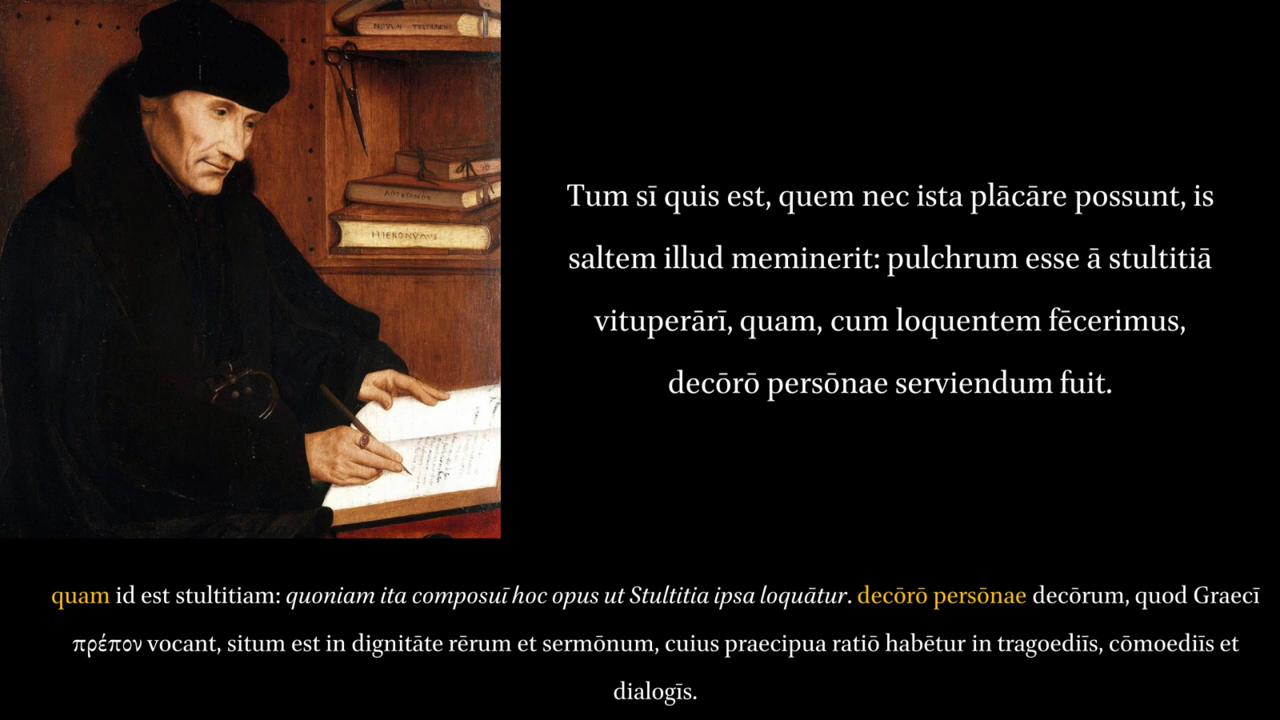 NOVVM TESTAMENT
HIERONYMVS
Tum sī quis est, quem nec ista plācāre possunt, is
saltem illud meminerit: pulchrum esse ā stultitiā
vituperārī, quam, cum loquentem fēcerimus,
decōrō persōnae serviendum fuit.
quam id est stultitiam: quoniam ita composuī hoc opus ut Stultitia ipsa loquātur. decōrō persōnae decōrum, quod Graecī
πρέπον vocant, situm est in dignitāte rērum et sermōnum, cuius praecipua ratiō habētur in tragoediīs, cōmoediīs et
dialogīs.